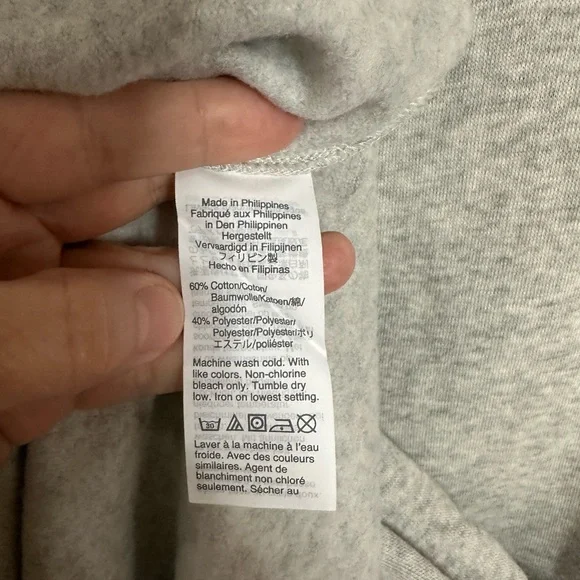 Made in Philippines
Fabriqué aux Philippines
in Den Philippinen
Hergestellt
Vervaardigd in Filipijnen
フィリピン製
Hecho en Filipinas
60% Cotton/Coton/
Baumwolle/Katoen/綿/
algodón
40% Polyester/Polyester/
Polyester/Polyester/ポリ
エステル/poliéster
Machine wash cold. With
like colors. Non-chlorine
bleach only. Tumble dry
low. Iron on lowest setting.
30
Laver à la machine à l'eau
froide. Avec des couleurs
similaires. Agent de
blanchiment non chloré
seulement. Sécher au